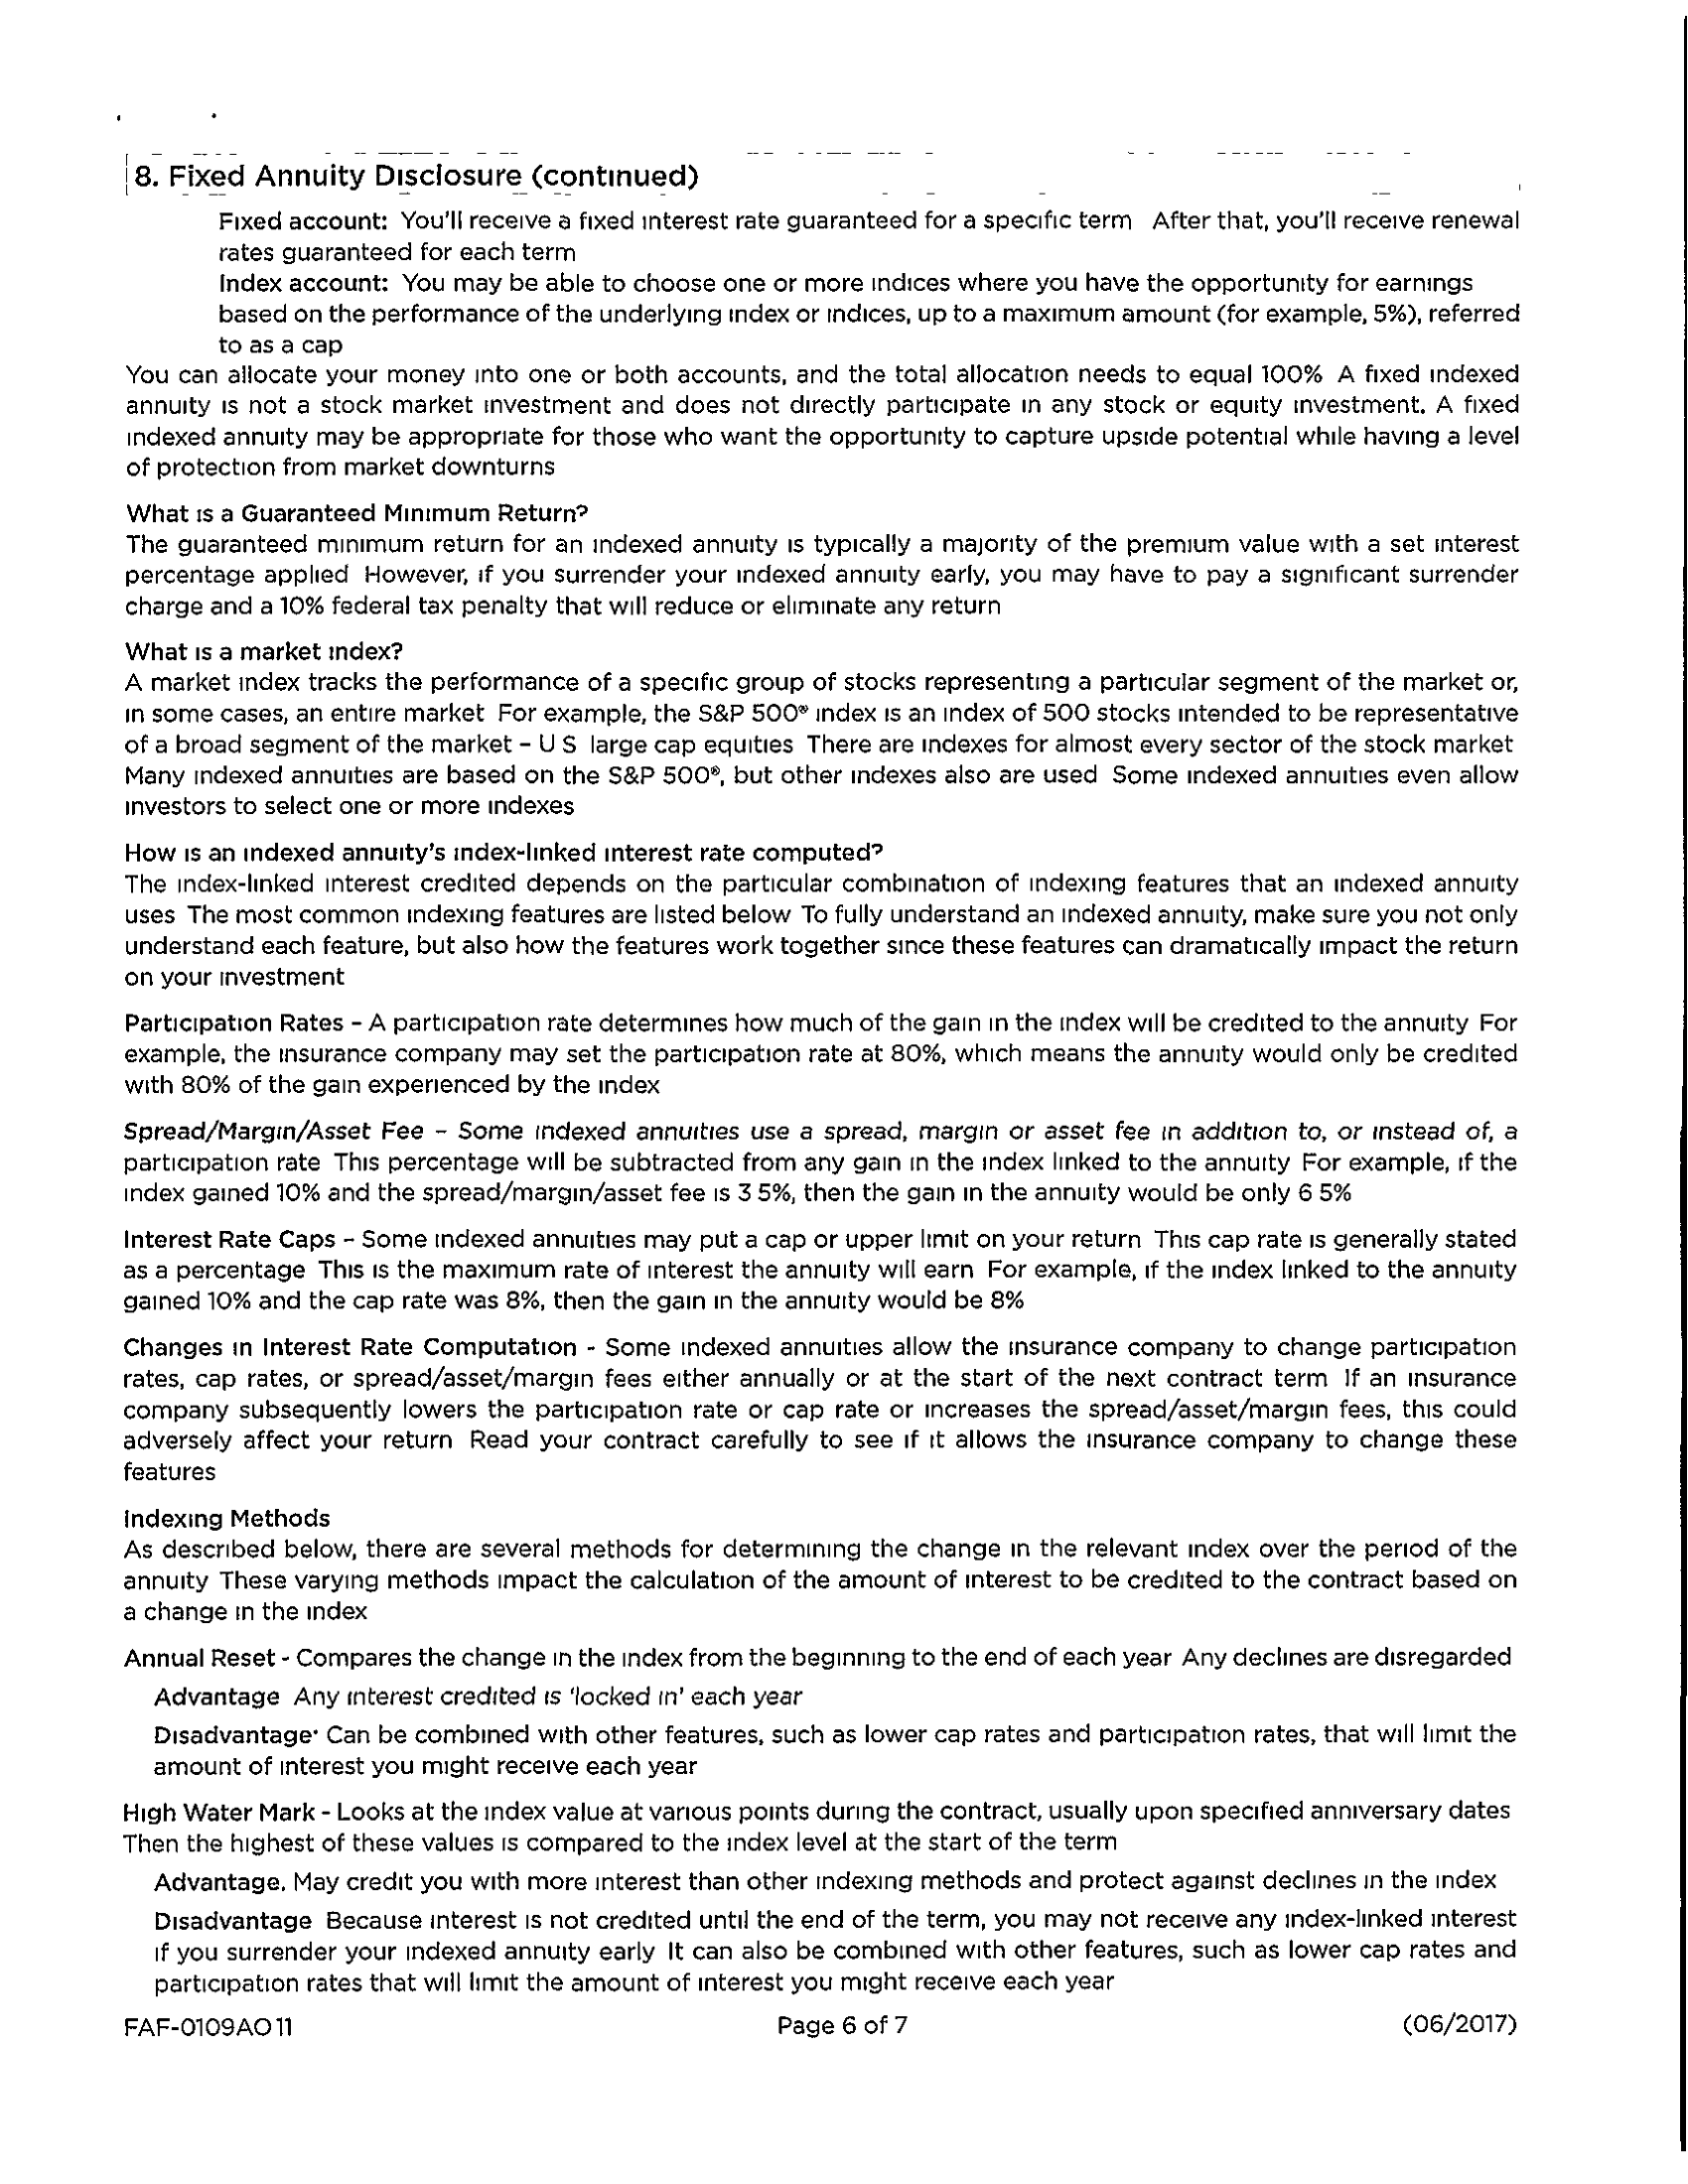 8. Fixed Annuity Disclosure (continued)
Fixed account: You'll receive a fixed interest rate guaranteed for a specific term After that, you'll receive renewal
rates guaranteed for each term
Index account: You may be able to choose one or more indices where you have the opportunity for earnings
based on the performance of the underlying index or indices, up to a maximum amount (for example, 5%), referred
to as a cap
You can allocate your money into one or both accounts, and the total allocation needs to equal 100% A fixed indexed
annuity is not a stock market investment and does not directly participate in any stock or equity investment. A fixed
indexed annuity may be appropriate for those who want the opportunity to capture upside potential while having a level
of protection from market downturns
What is a Guaranteed Minimum Return?
The guaranteed minimum return for an indexed annuity is typically a majority of the premium value with a set interest
percentage applied However, if you surrender your indexed annuity early, you may have to pay a significant surrender
charge and a 10% federal tax penalty that will reduce or eliminate any return
What is a market index?
A market index tracks the performance of a specific group of stocks representing a particular segment of the market or,
in some cases, an entire market For example, the S&P 500® index is an index of 500 stocks intended to be representative
of a broad segment of the market – U S large cap equities There are indexes for almost every sector of the stock market
Many indexed annuities are based on the S&P 500®, but other indexes also are used Some indexed annuities even allow
investors to select one or more indexes
How is an indexed annuity's index-linked interest rate computed?
The index-linked interest credited depends on the particular combination of indexing features that an indexed annuity
uses The most common indexing features are listed below To fully understand an indexed annuity, make sure you not only
understand each feature, but also how the features work together since these features can dramatically impact the return
on your investment
Participation Rates – A participation rate determines how much of the gain in the index will be credited to the annuity For
example, the insurance company may set the participation rate at 80%, which means the annuity would only be credited
with 80% of the gain experienced by the index
Spread/Margin/Asset Fee – Some indexed annuities use a spread, margin or asset fee in addition to, or instead of, a
participation rate This percentage will be subtracted from any gain in the index linked to the annuity For example, if the
index gained 10% and the spread/margin/asset fee is 3 5%, then the gain in the annuity would be only 6 5%
Interest Rate Caps – Some indexed annuities may put a cap or upper limit on your return This cap rate is generally stated
as a percentage This is the maximum rate of interest the annuity will earn For example, if the index linked to the annuity
gained 10% and the cap rate was 8%, then the gain in the annuity would be 8%
Changes in Interest Rate Computation - Some indexed annuities allow the insurance company to change participation
rates, cap rates, or spread/asset/margin fees either annually or at the start of the next contract term If an insurance
company subsequently lowers the participation rate or cap rate or increases the spread/asset/margin fees, this could
adversely affect your return Read your contract carefully to see if it allows the insurance company to change these
features
Indexing Methods
As described below, there are several methods for determining the change in the relevant index over the period of the
annuity These varying methods impact the calculation of the amount of interest to be credited to the contract based on
a change in the index
Annual Reset - Compares the change in the index from the beginning to the end of each year Any declines are disregarded
Advantage Any interest credited is 'locked in' each year
Disadvantage· Can be combined with other features, such as lower cap rates and participation rates, that will limit the
amount of interest you might receive each year
High Water Mark - Looks at the index value at various points during the contract, usually upon specified anniversary dates
Then the highest of these values is compared to the index level at the start of the term
Advantage. May credit you with more interest than other indexing methods and protect against declines in the index
Disadvantage Because interest is not credited until the end of the term, you may not receive any index-linked interest
if you surrender your indexed annuity early It can also be combined with other features, such as lower cap rates and
participation rates that will limit the amount of interest you might receive each year
FAF-0109AO 11
Page 6 of 7
(06/2017)